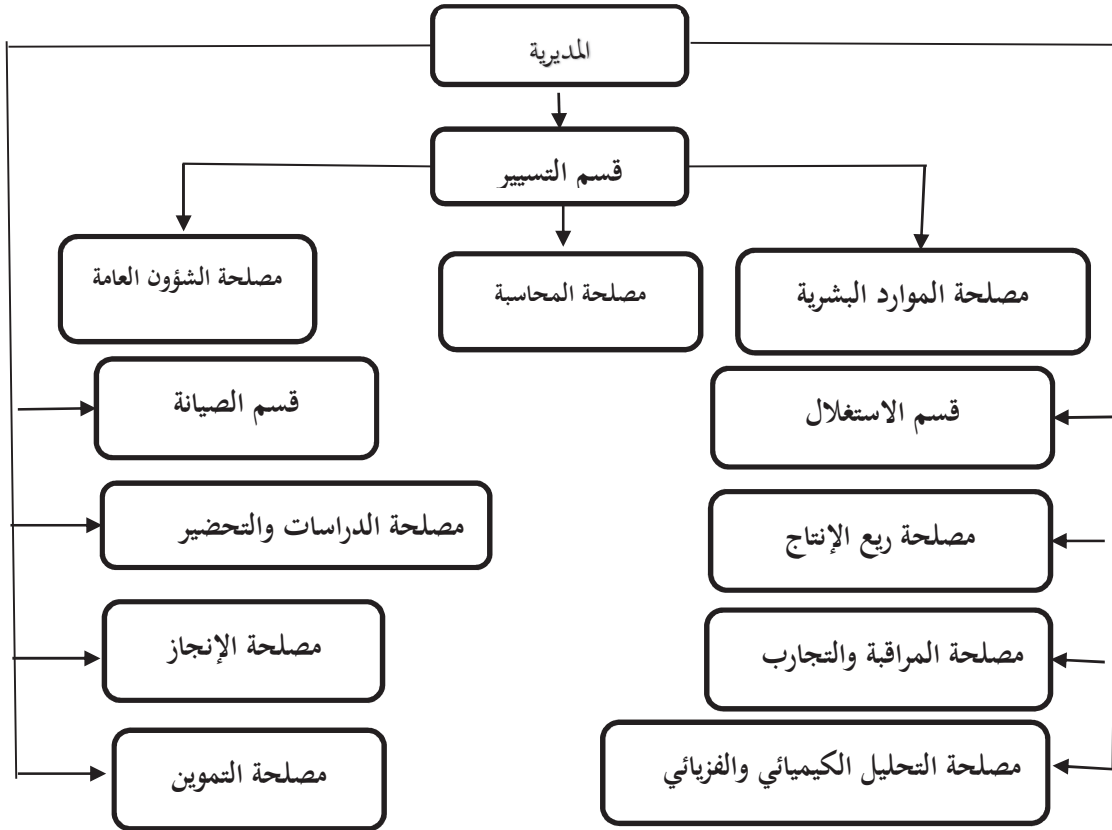 المديرية
قسم التسيير
مصلحة الموارد البشرية
مصلحة المحاسبة
مصلحة الشؤون العامة
قسم الاستغلال
قسم الصيانة
مصلحة ريع الإنتاج
مصلحة الدراسات والتحضير
مصلحة المراقبة والتجارب
مصلحة الإنجاز
مصلحة التحليل الكيميائي والفزيائي
مصلحة التموين